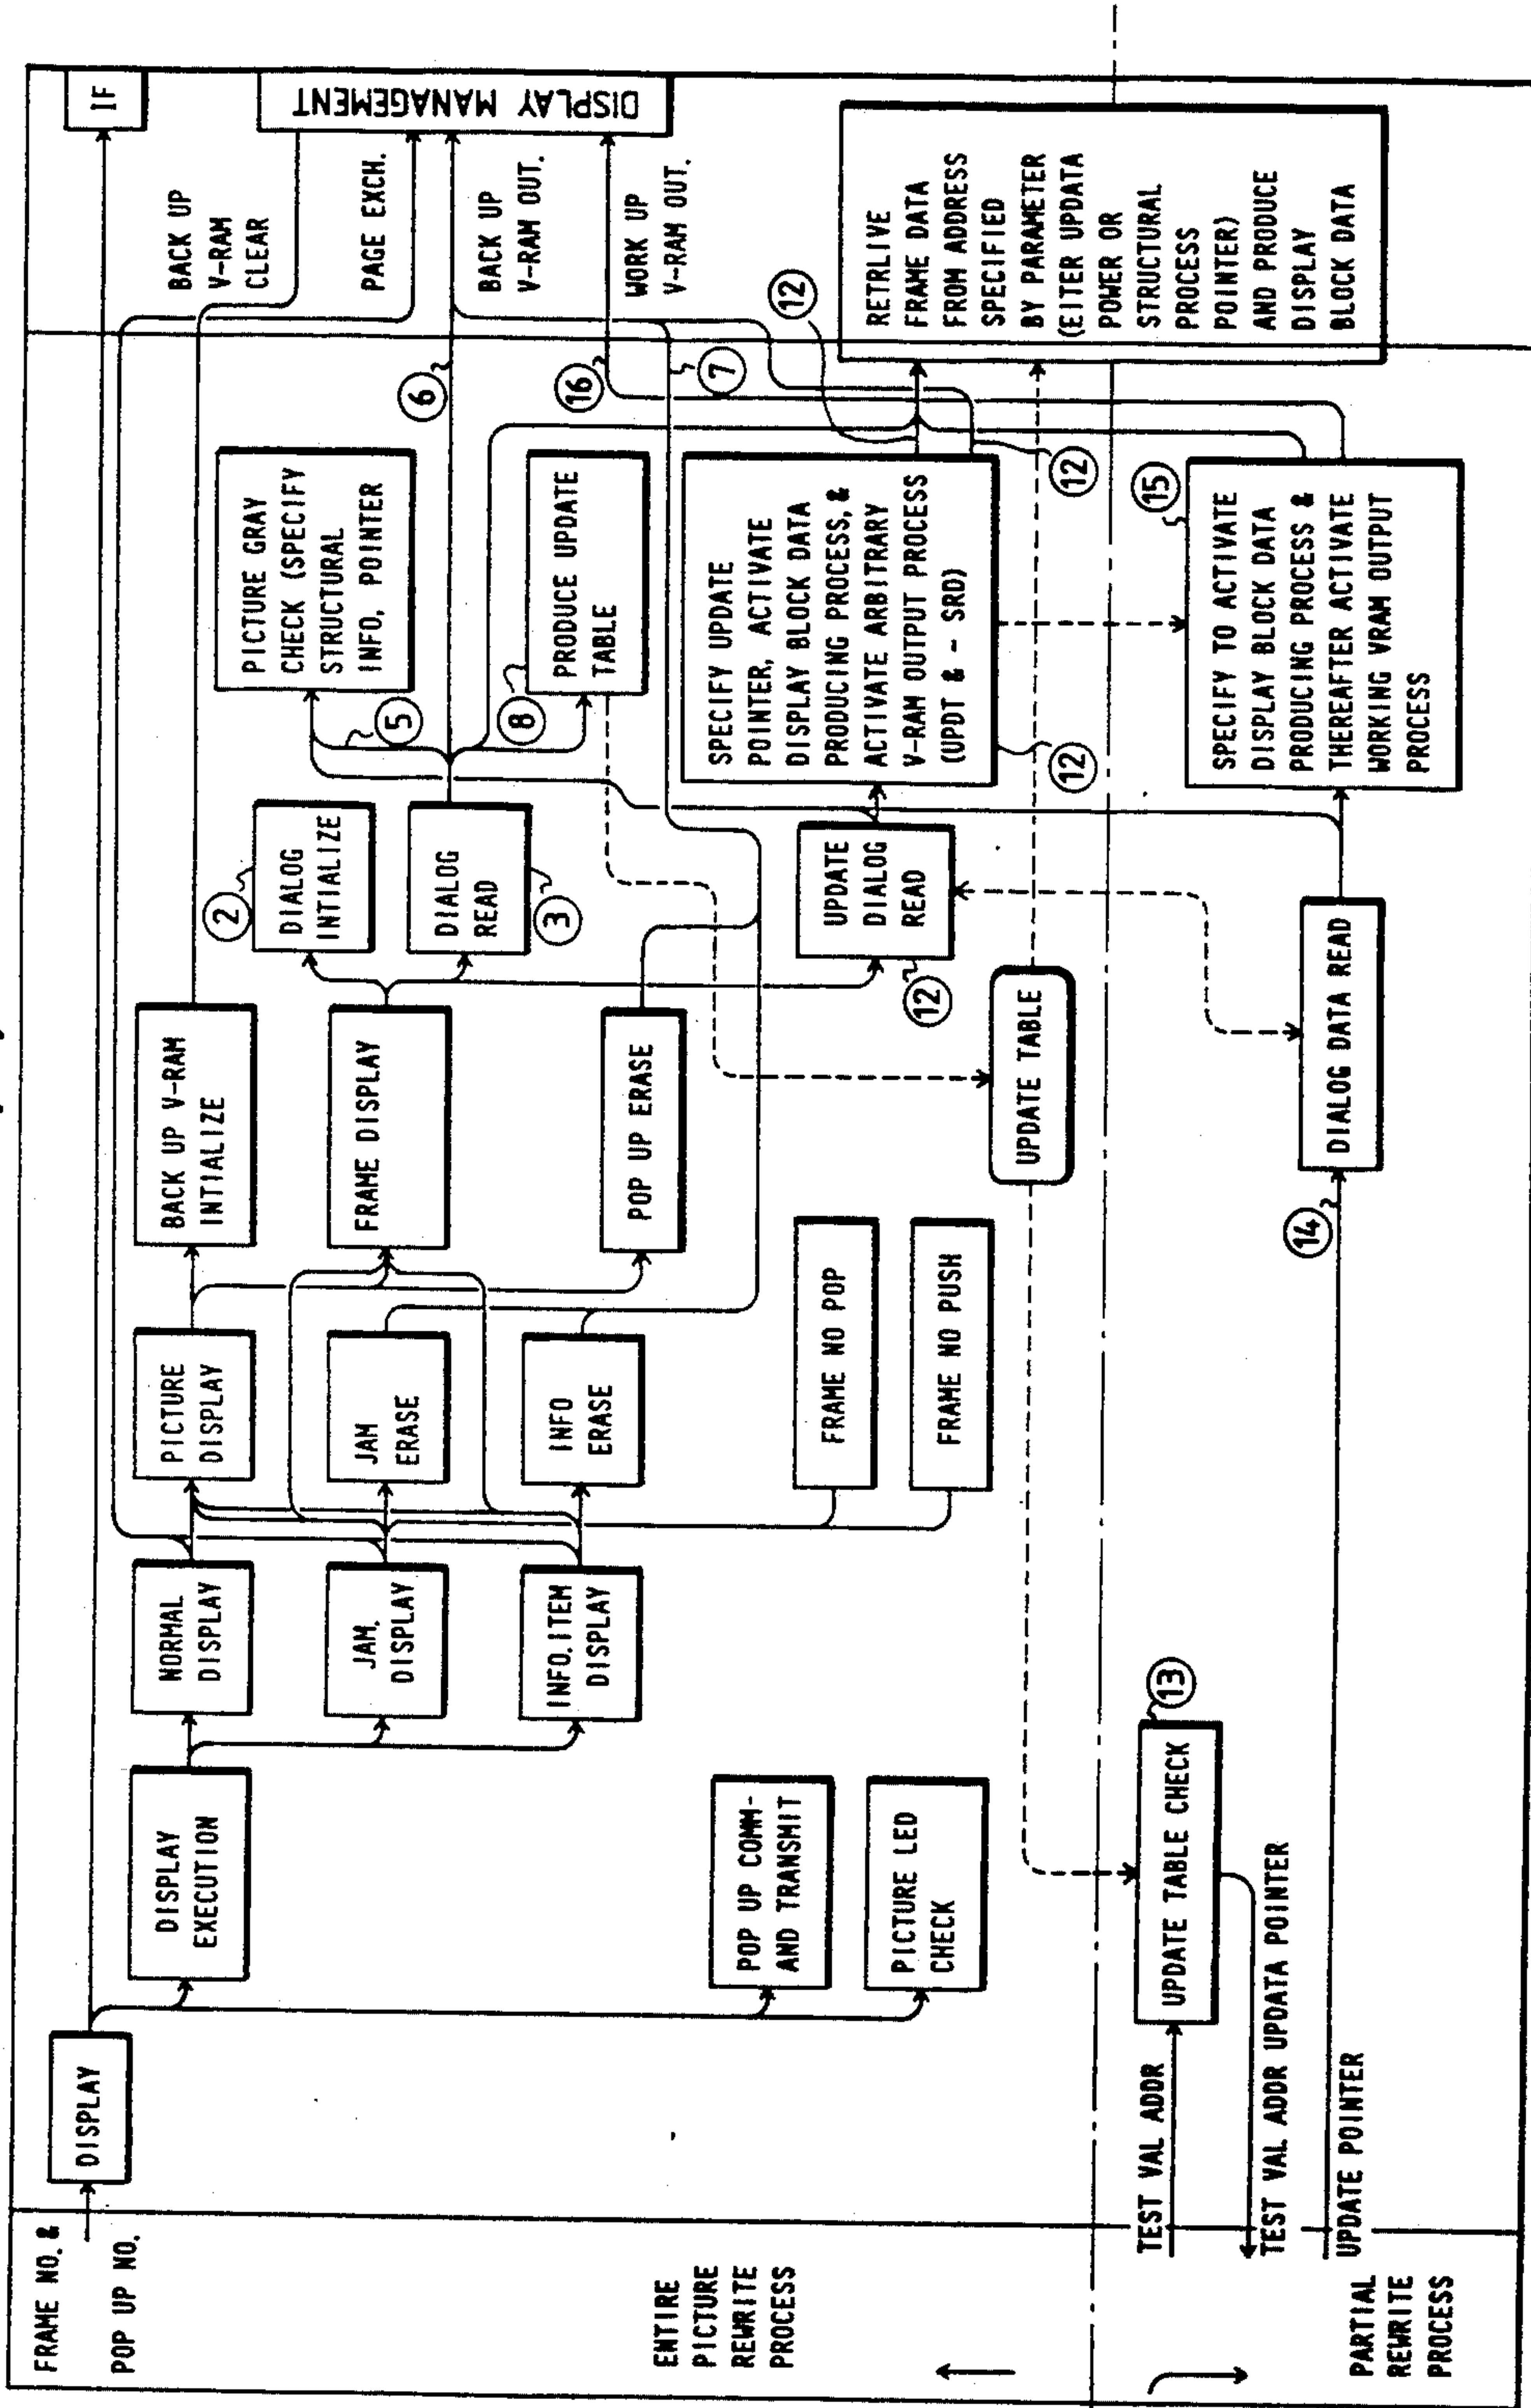 FRAME NO. &
POP UP NO.
ENTIRE
PICTURE
REWRITE
PROCESS
PARTIAL
REWRITE
PROCESS
TEST VAL ADDR
TEST VAL ADDR UPDATA POINTER
UPDATE POINTER
DISPLAY
DISPLAY
EXECUTION
POP UP COMM-
AND TRANSMIT
PICTURE LED
CHECK
UPDATE TABLE CHECK
13
NORMAL
DISPLAY
JAM.
DISPLAY
INFO.ITEM
DISPLAY
PICTURE
DISPLAY
JAM
ERASE
INFO
ERASE
FRAME NO POP
FRAME NO PUSH
BACK UP V-RAM
INTIALIZE
FRAME DISPLAY
POP UP ERASE
UPDATE TABLE
14
DIALOG DATA READ
2
DIALOG
INTIALIZE
DIALOG
READ
3
UPDATE
DIALOG
READ
12
PICTURE GRAY
CHECK (SPECIFY
STRUCTURAL
INFO, POINTER
5
8
PRODUCE UPDATE
TABLE
SPECIFY UPDATE
POINTER, ACTIVATE
DISPLAY BLOCK DATA
PRODUCING PROCESS, &
ACTIVATE ARBITRARY
V-RAM OUTPUT PROCESS
(UPDT & - SRD)
12
12
12
12
15
SPECIFY TO ACTIVATE
DISPLAY BLOCK DATA
PRODUCING PROCESS &
THEREAFTER ACTIVATE
WORKING VRAM OUTPUT
PROCESS
6
16
7
IF
BACK UP
V-RAM
CLEAR
PAGE EXCH.
BACK UP
V-RAM OUT.
WORK UP
V-RAM OUT.
DISPLAY MANAGEMENT
RETRLIVE
FRAME DATA
FROM ADDRESS
SPECIFIED
BY PARAMETER
(EITER UPDATA
POWER OR
STRUCTURAL
PROCESS
POINTER)
AND PRODUCE
DISPLAY
BLOCK DATA